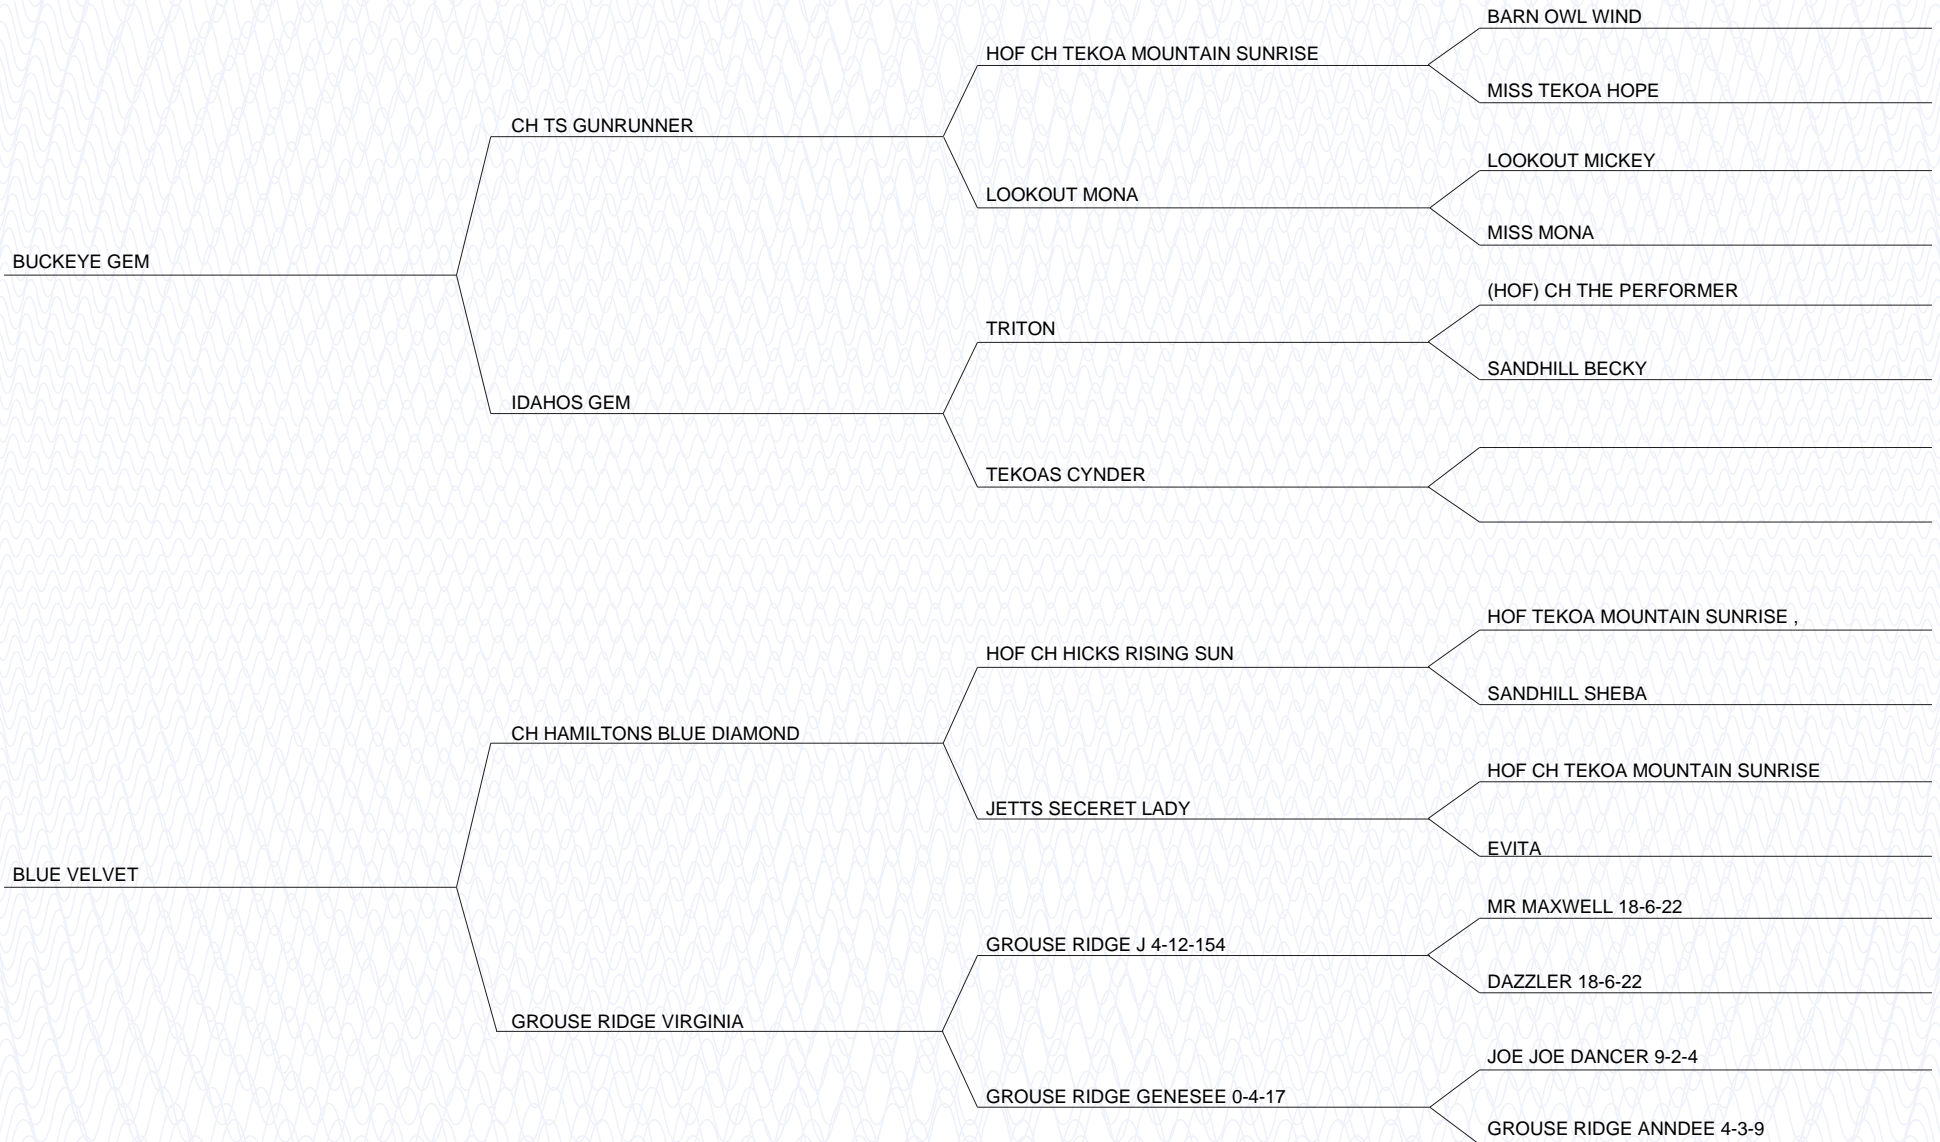 BARN OWL WIND
HOF CH TEKOA MOUNTAIN SUNRISE
MISS TEKOA HOPE
CH TS GUNRUNNER
LOOKOUT MICKEY
LOOKOUT MONA
MISS MONA
BUCKEYE GEM
(HOF) CH THE PERFORMER
TRITON
SANDHILL BECKY
IDAHOS GEM
TEKOAS CYNDER
HOF TEKOA MOUNTAIN SUNRISE ,
HOF CH HICKS RISING SUN
SANDHILL SHEBA
CH HAMILTONS BLUE DIAMOND
HOF CH TEKOA MOUNTAIN SUNRISE
JETTS SECERET LADY
EVITA
BLUE VELVET
MR MAXWELL 18-6-22
GROUSE RIDGE J 4-12-154
DAZZLER 18-6-22
GROUSE RIDGE VIRGINIA
JOE JOE DANCER 9-2-4
GROUSE RIDGE GENESEE 0-4-17
GROUSE RIDGE ANNDEE 4-3-9